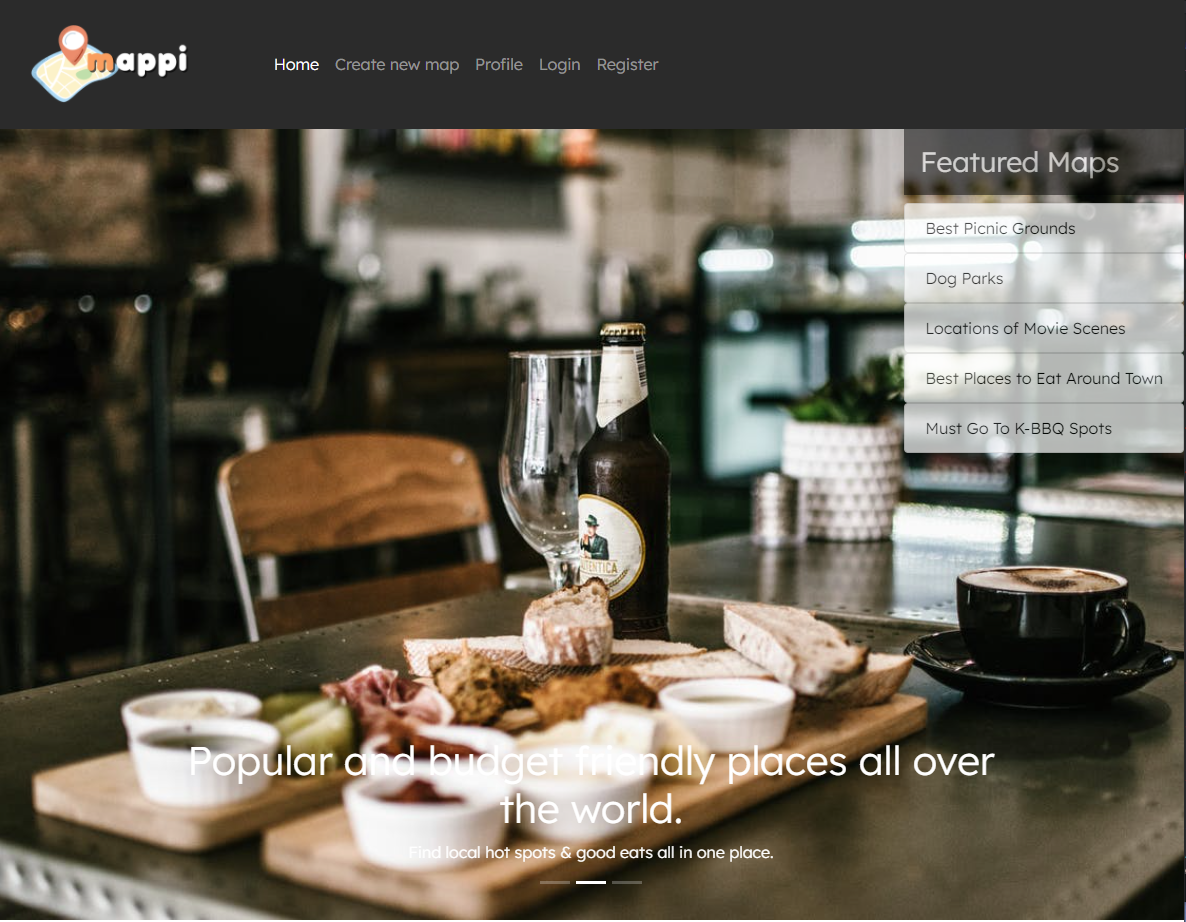 mappi
Home Create new map Profile Login Register
Featured Maps
Best Picnic Grounds
Dog Parks
Locations of Movie Scenes
Best Places to Eat Around Town
Must Go To K-BBQ Spots
AUTENTICA
Popular and budget friendly places all over
the world.
Find local hot spots & good eats all in one place.